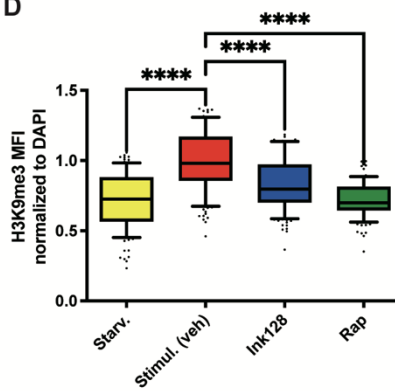 D
****
****
****
H3K9me3 MFI
normalized to DAPI
1.5
1.0
0.5
0.0
Starv.
Stimul. (veh)
Ink128
Rap